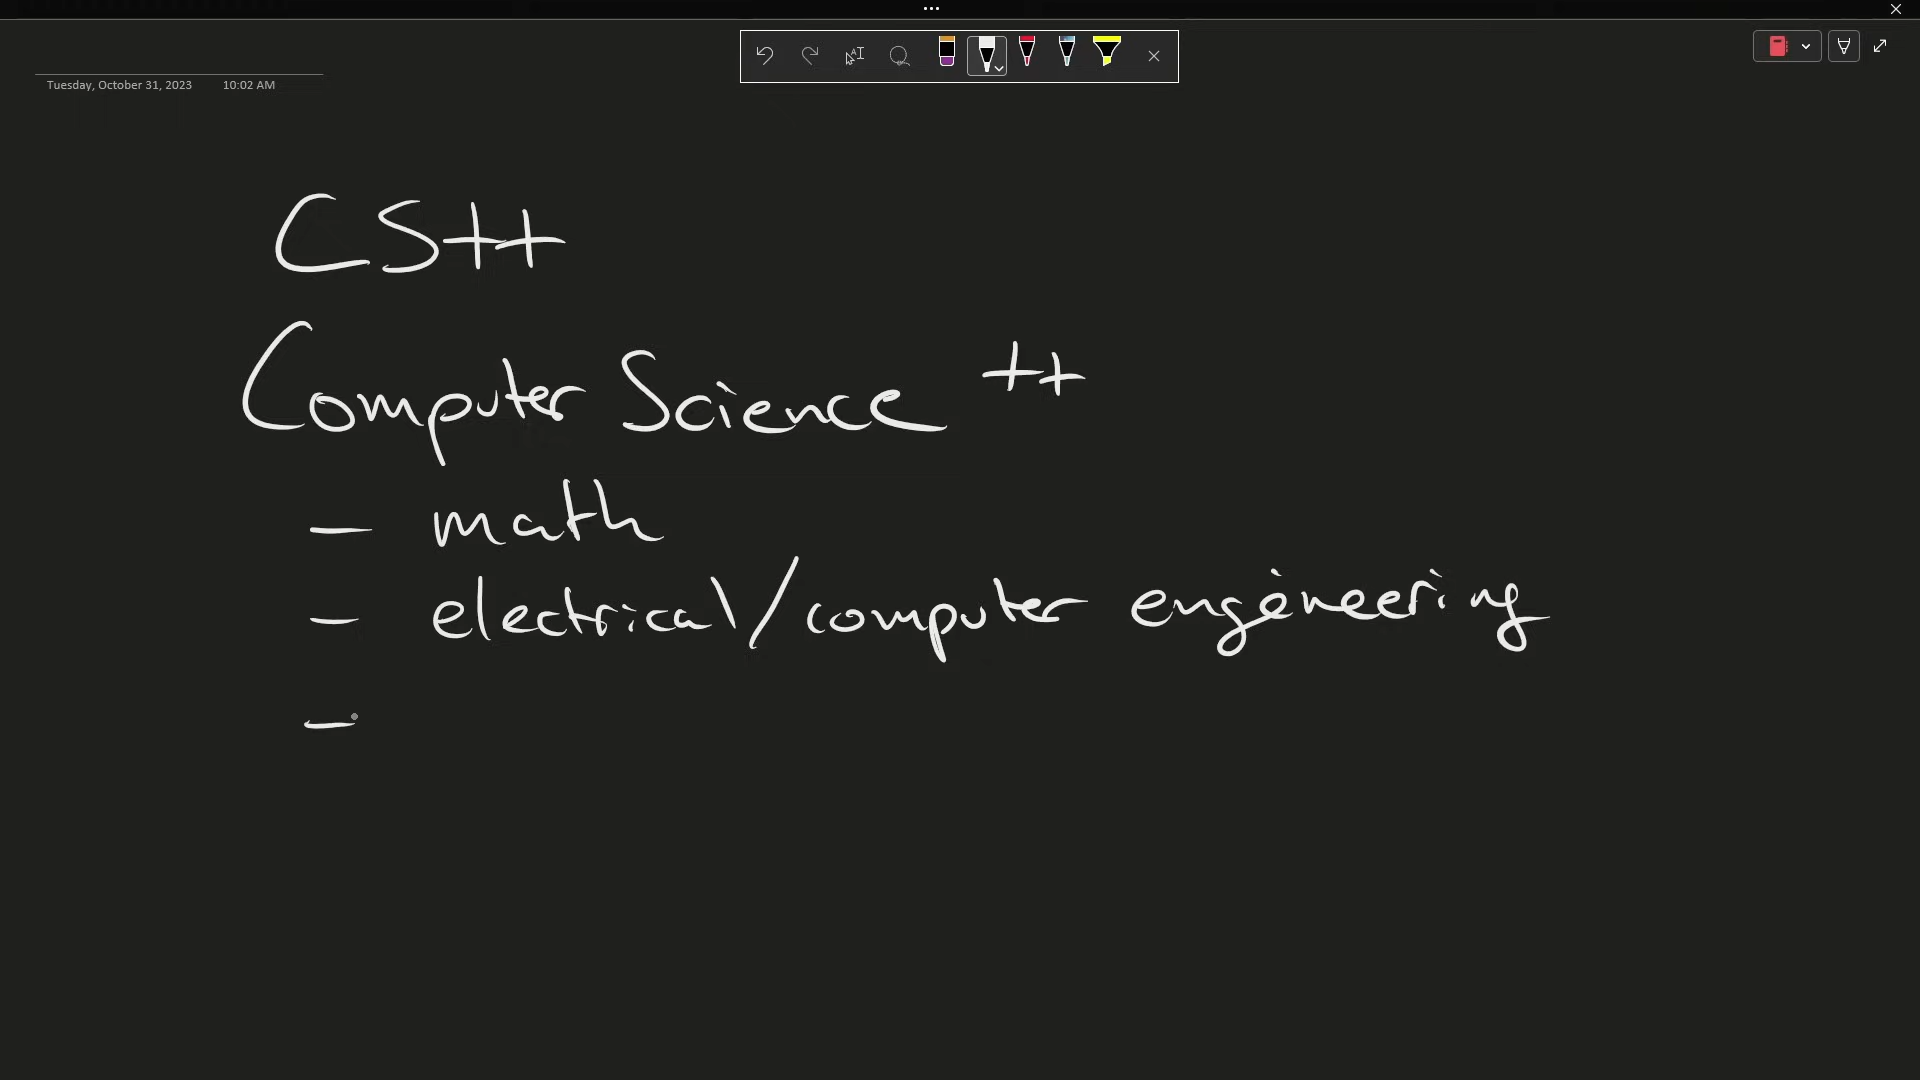 Tuesday, October 31, 2023 10:02 AM
CS++
Computer Science ++
- math
- electrical/computer engineering
-